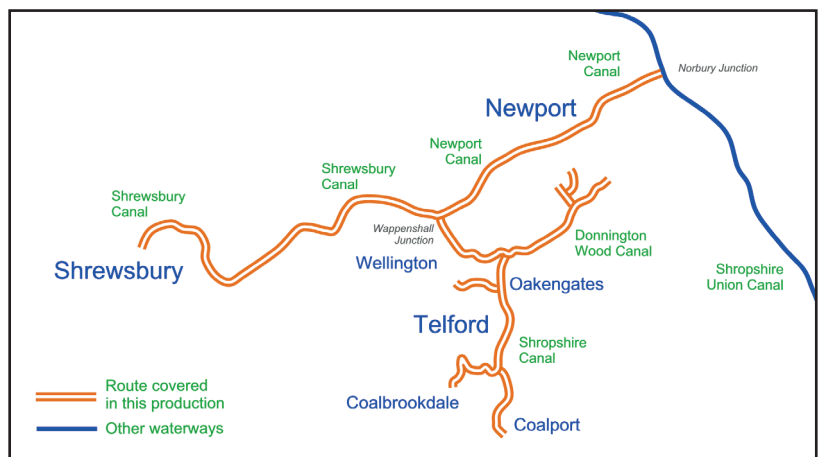 Newport
Canal
Norbury Junction
Newport
Newport
Canal
Shrewsbury
Canal
Shrewsbury
Canal
Wappenshall
Junction
Donnington
Wood Canal
Wellington
Shrewsbury
Oakengates
Shropshire
Union Canal
Telford
Shropshire
Canal
Route covered
in this production
Coalbrookdale
Coalport
Other waterways